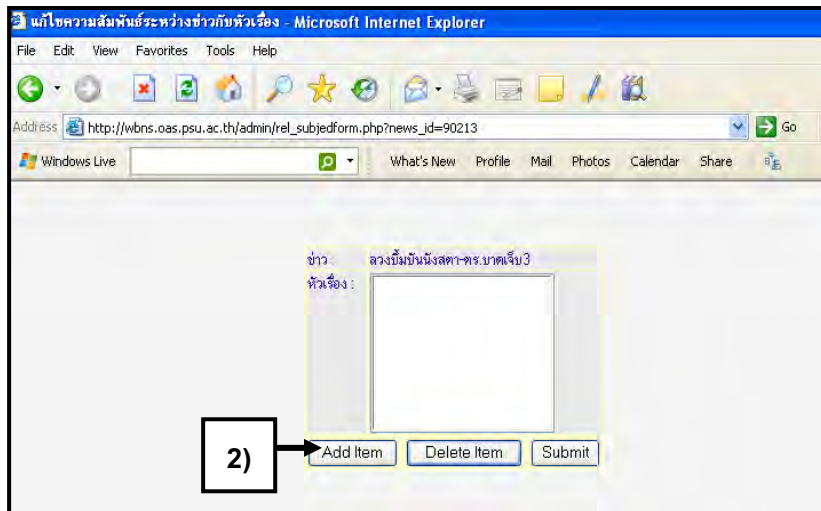 แก้ไขความสัมพันธ์ระหว่างข่าวกับหัวเรื่อง - Microsoft Internet Explorer
File Edit View Favorites Tools Help
Address http://wbns.oas.psu.ac.th/admin/rel_subjedform.php?news_id=90213 Go
Windows Live What's New Profile Mail Photos Calendar Share
ข่าว : ลวงบึ้มบันนังสตา-ตร.บาดเจ็บ3
หัวเรื่อง :
2) Add Item Delete Item Submit